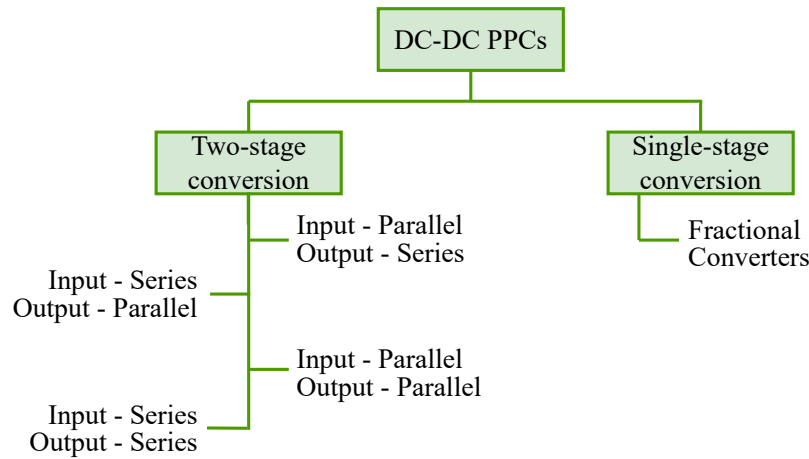 DC-DC PPCs
Two-stage
conversion
Single-stage
conversion
Input - Parallel
Output - Series
Fractional
Converters
Input - Series
Output - Parallel
Input - Parallel
Output - Parallel
Input - Series
Output - Series